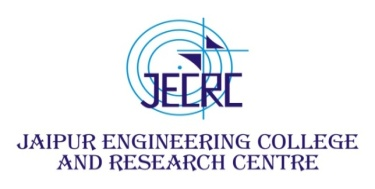 JECRC
JAIPUR ENGINEERING COLLEGE
AND RESEARCH CENTRE